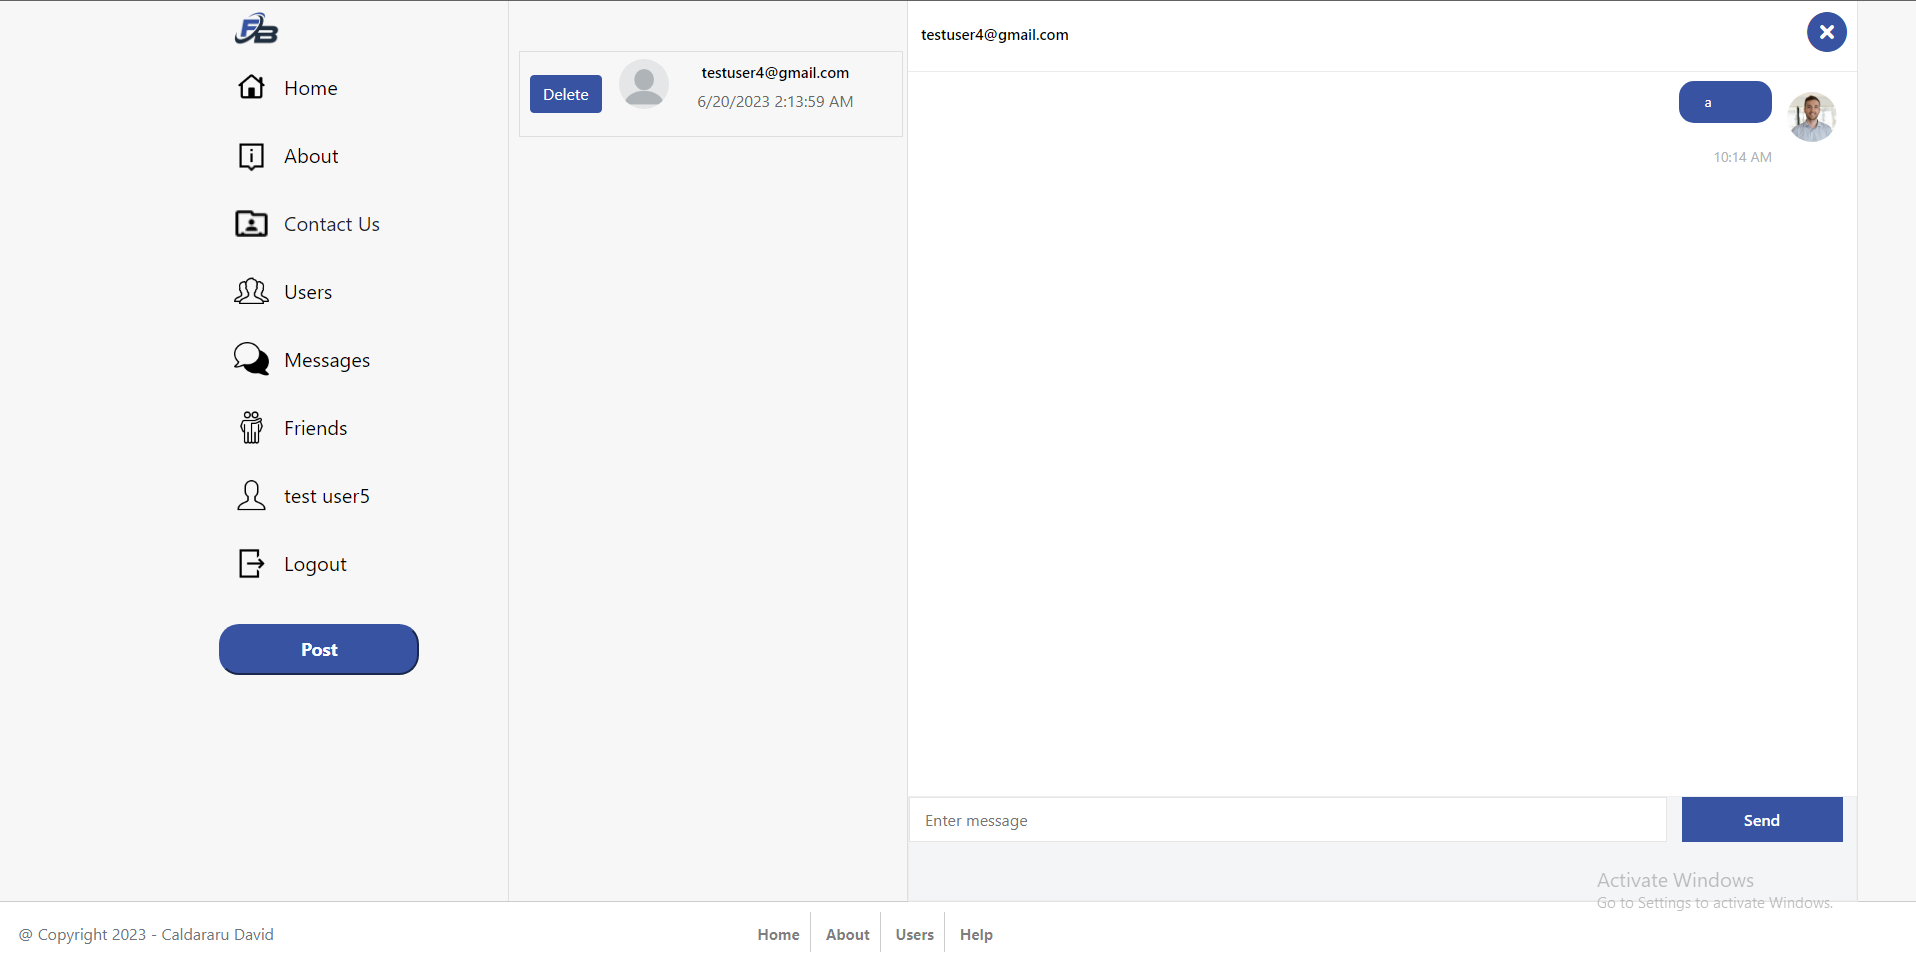 FB
Home
About
Contact Us
Users
Messages
Friends
test user5
Logout
Post
Delete
testuser4@gmail.com
6/20/2023 2:13:59 AM
testuser4@gmail.com
a
10:14 AM
Enter message
Send
Activate Windows
Go to Settings to activate Windows.
@ Copyright 2023 - Caldararu David
Home
About
Users
Help